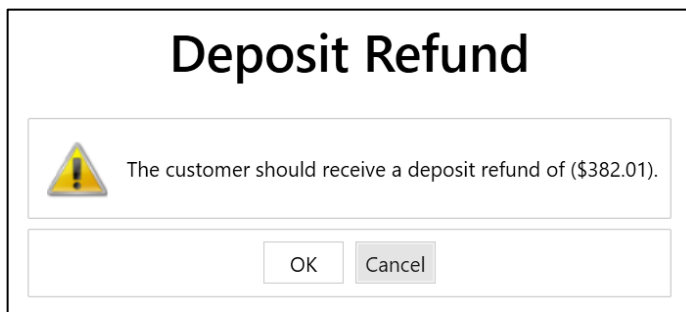 Deposit Refund
The customer should receive a deposit refund of ($382.01).
OK Cancel